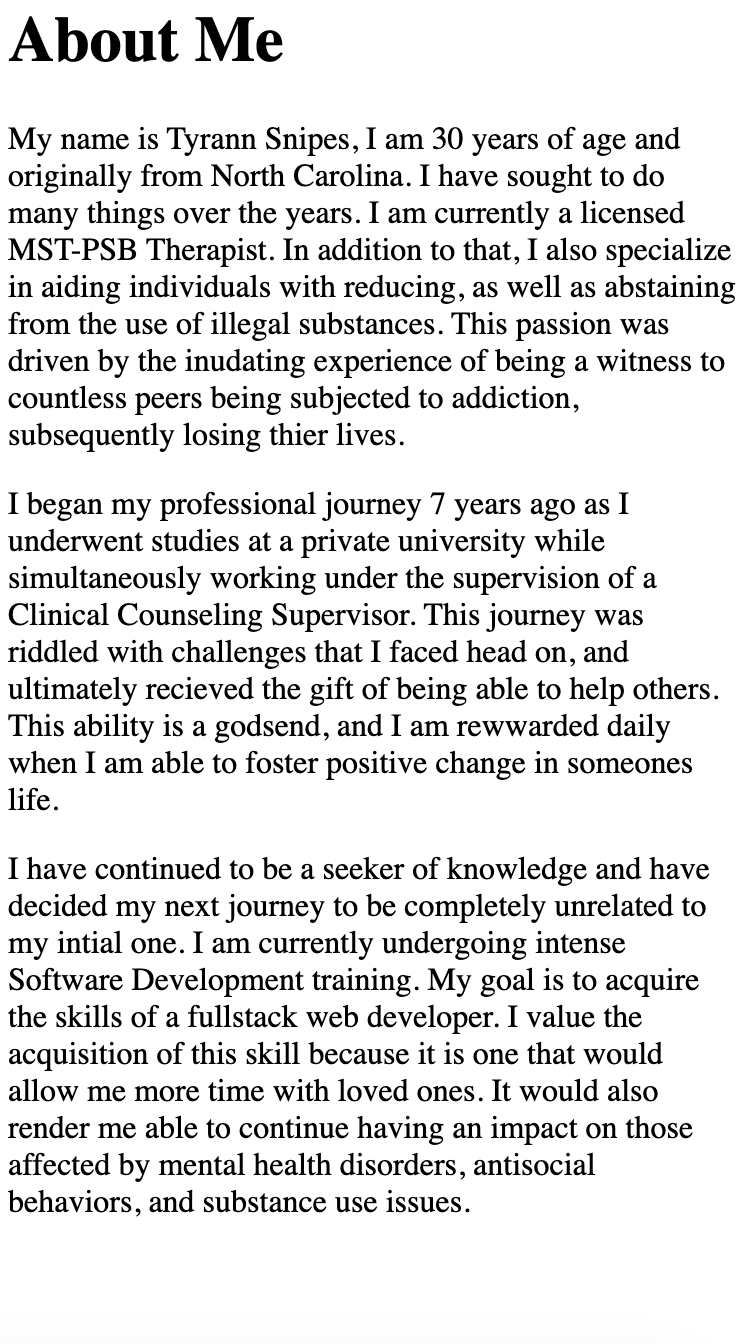 About Me
My name is Tyrann Snipes, I am 30 years of age and
originally from North Carolina. I have sought to do
many things over the years. I am currently a licensed
MST-PSB Therapist. In addition to that, I also specialize
in aiding individuals with reducing, as well as abstaining
from the use of illegal substances. This passion was
driven by the inudating experience of being a witness to
countless peers being subjected to addiction,
subsequently losing thier lives.
I began my professional journey 7 years ago as I
underwent studies at a private university while
simultaneously working under the supervision of a
Clinical Counseling Supervisor. This journey was
riddled with challenges that I faced head on, and
ultimately recieved the gift of being able to help others.
This ability is a godsend, and I am rewwarded daily
when I am able to foster positive change in someones
life.
I have continued to be a seeker of knowledge and have
decided my next journey to be completely unrelated to
my intial one. I am currently undergoing intense
Software Development training. My goal is to acquire
the skills of a fullstack web developer. I value the
acquisition of this skill because it is one that would
allow me more time with loved ones. It would also
render me able to continue having an impact on those
affected by mental health disorders, antisocial
behaviors, and substance use issues.